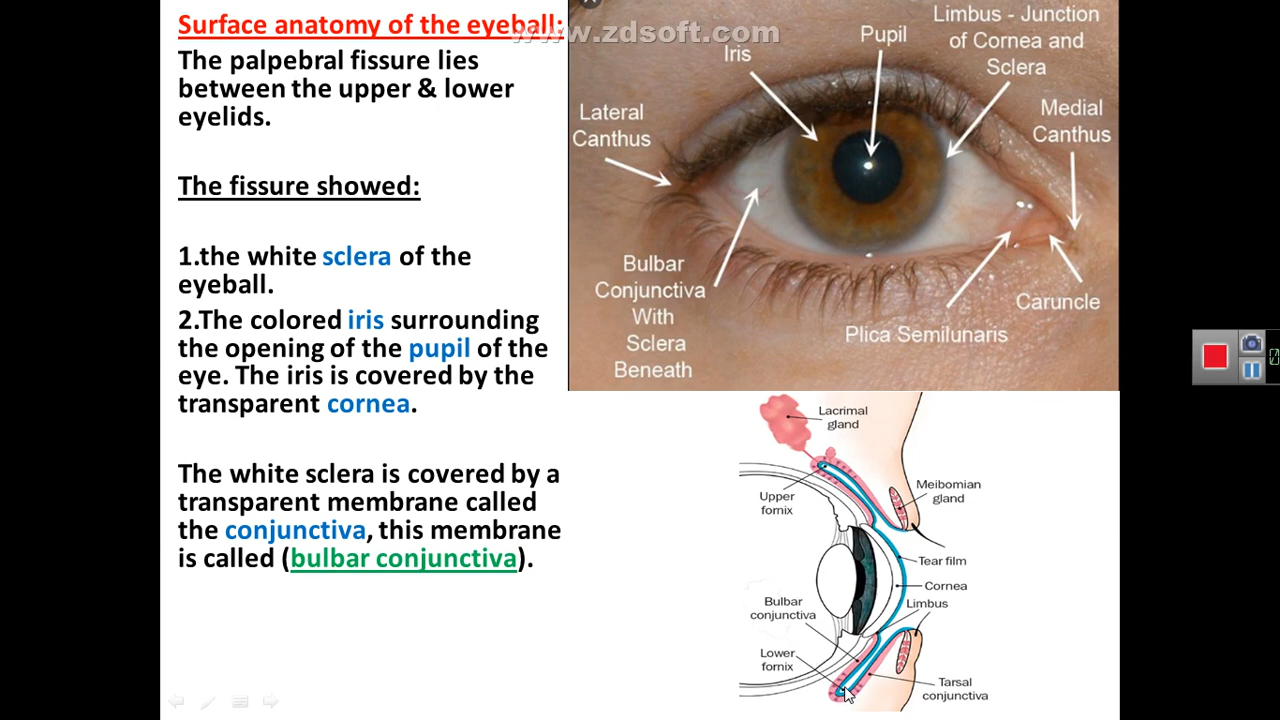 Surface anatomy of the eyeball:
www.zdsoft.com
The palpebral fissure lies
between the upper & lower
eyelids.
The fissure showed:
1.the white sclera of the
eyeball.
2.The colored iris surrounding
the opening of the pupil of the
eye. The iris is covered by the
transparent cornea.
The white sclera is covered by a
transparent membrane called
the conjunctiva, this membrane
is called (bulbar conjunctiva).
Iris
Pupil
Limbus - Junction
of Cornea and
Sclera
Lateral
Canthus
Medial
Canthus
Bulbar
Conjunctiva
With
Sclera
Beneath
Plica Semilunaris
Caruncle
Lacrimal
gland
Upper
fornix
Meibomian
gland
Tear film
Cornea
Limbus
Bulbar
conjunctiva
Lower
fornix
Tarsal
conjunctiva